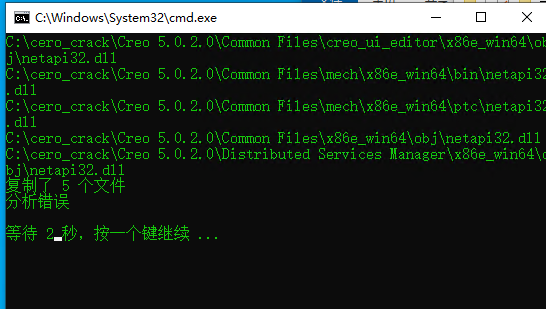 C:\Windows\System32\cmd.exe
C:\cero_crack\Creo 5.0.2.0\Common Files\creo_ui_editor\x86e_win64\ob
j\netapi32.dll
C:\cero_crack\Creo 5.0.2.0\Common Files\mech\x86e_win64\bin\netapi32
.dll
C:\cero_crack\Creo 5.0.2.0\Common Files\mech\x86e_win64\ptc\netapi32
.dll
C:\cero_crack\Creo 5.0.2.0\Common Files\x86e_win64\obj\netapi32.dll
C:\cero_crack\Creo 5.0.2.0\Distributed Services Manager\x86e_win64\o
bj\netapi32.dll
复制了 5 个文件
分析错误
等待 2 秒，按一个键继续 ...